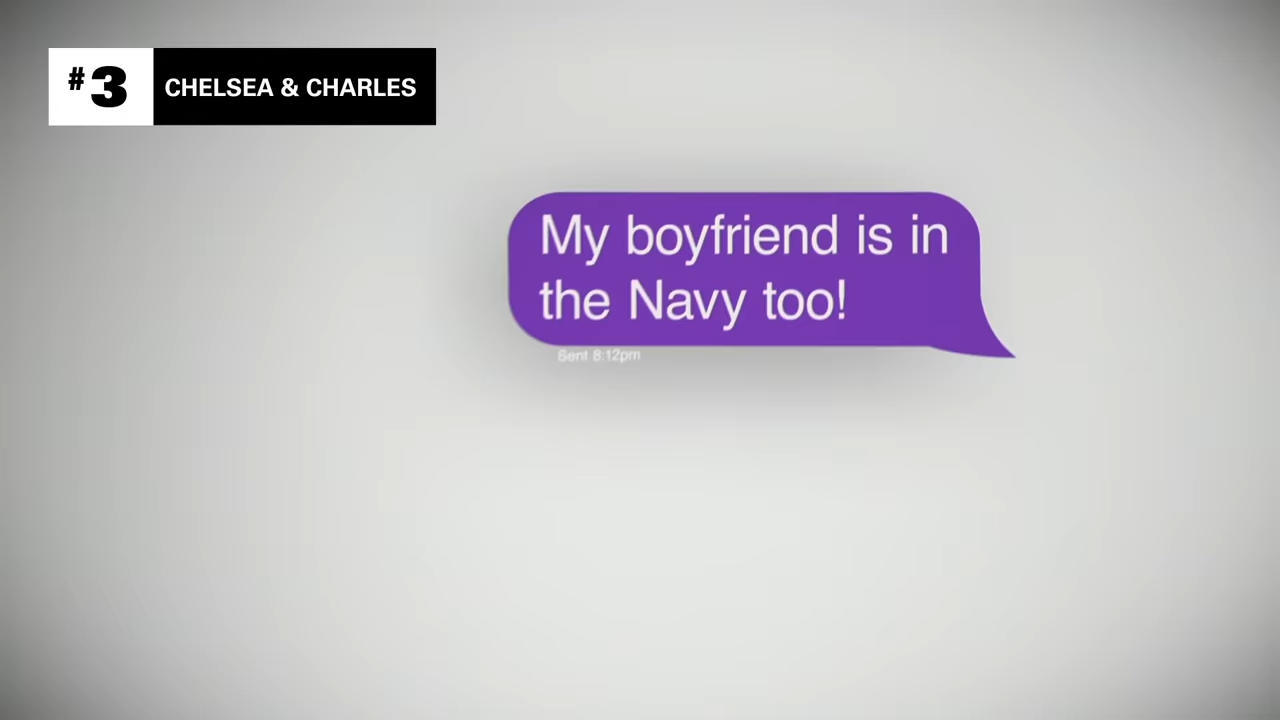 #3 CHELSEA & CHARLES
My boyfriend is in
the Navy too!
Sent 8:12pm